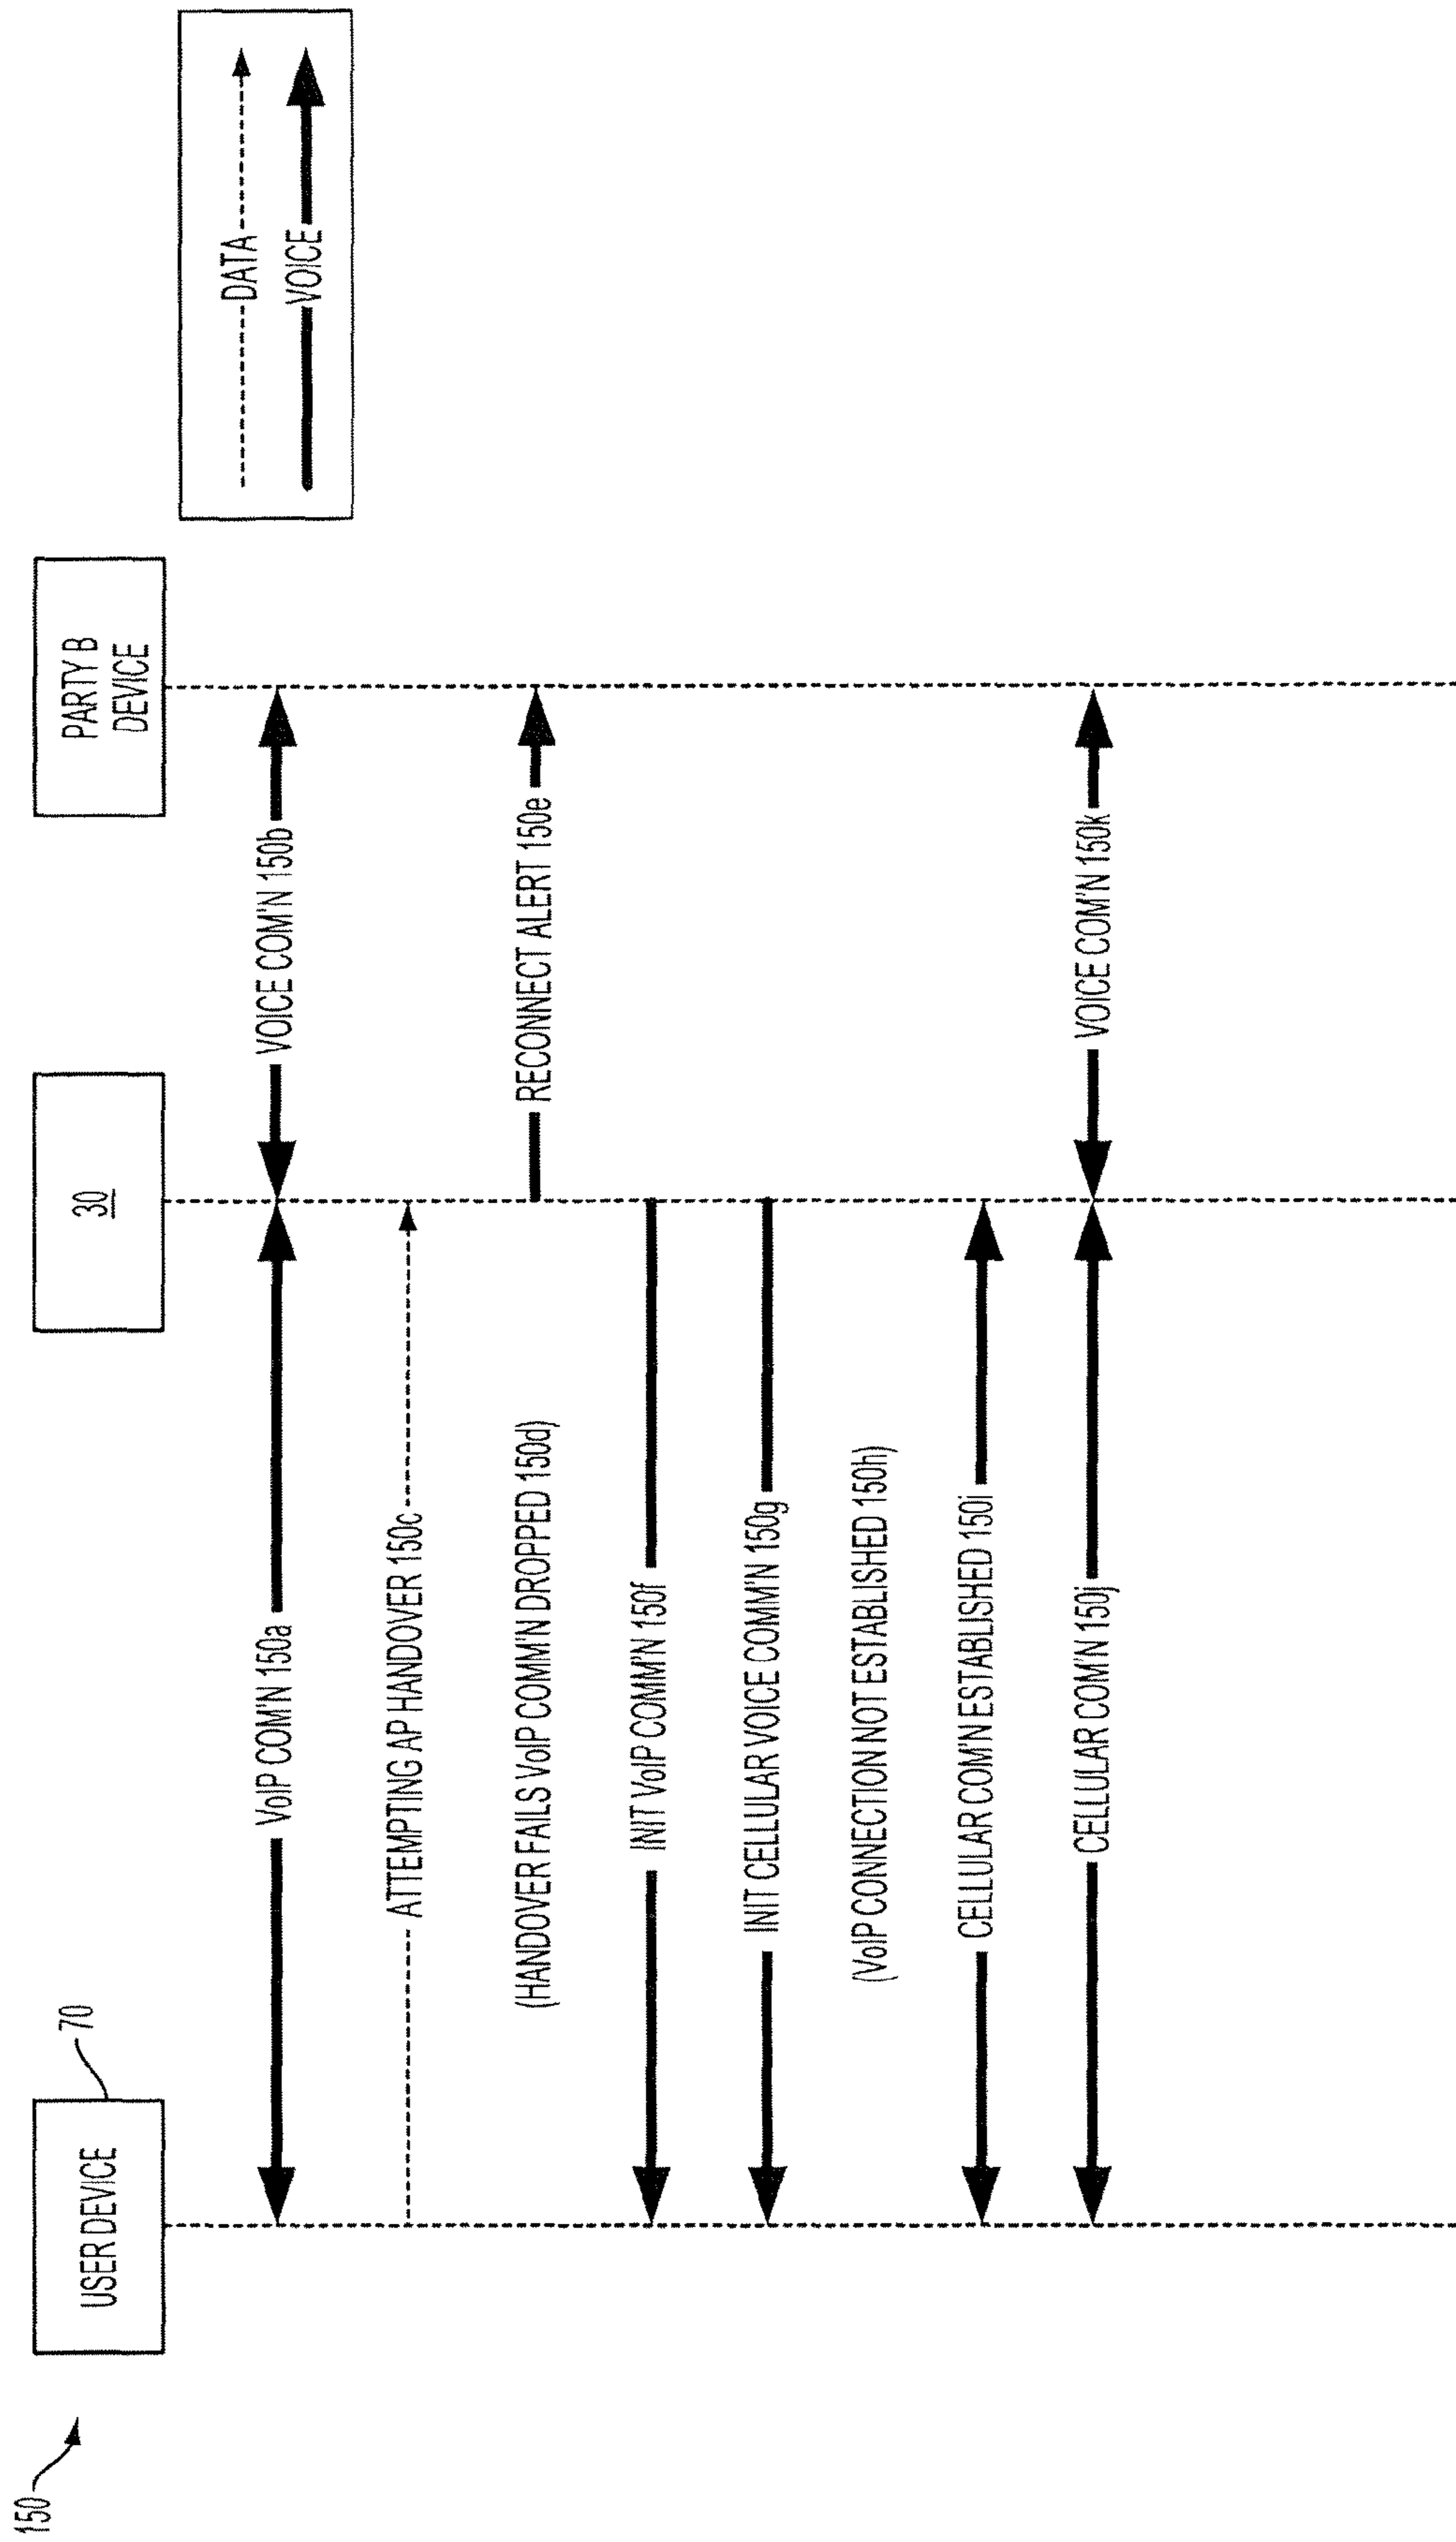 150
USER DEVICE
70
30
PARTY B
DEVICE
DATA
VOICE
VoIP COM'N 150a
VOICE COM'N 150b
ATTEMPTING AP HANDOVER 150c
(HANDOVER FAILS VoIP COMM'N DROPPED 150d)
RECONNECT ALERT 150e
INIT VoIP COMM'N 150f
INIT CELLULAR VOICE COMM'N 150g
(VoIP CONNECTION NOT ESTABLISHED 150h)
CELLULAR COM'N ESTABLISHED 150i
CELLULAR COM'N 150j
VOICE COM'N 150k